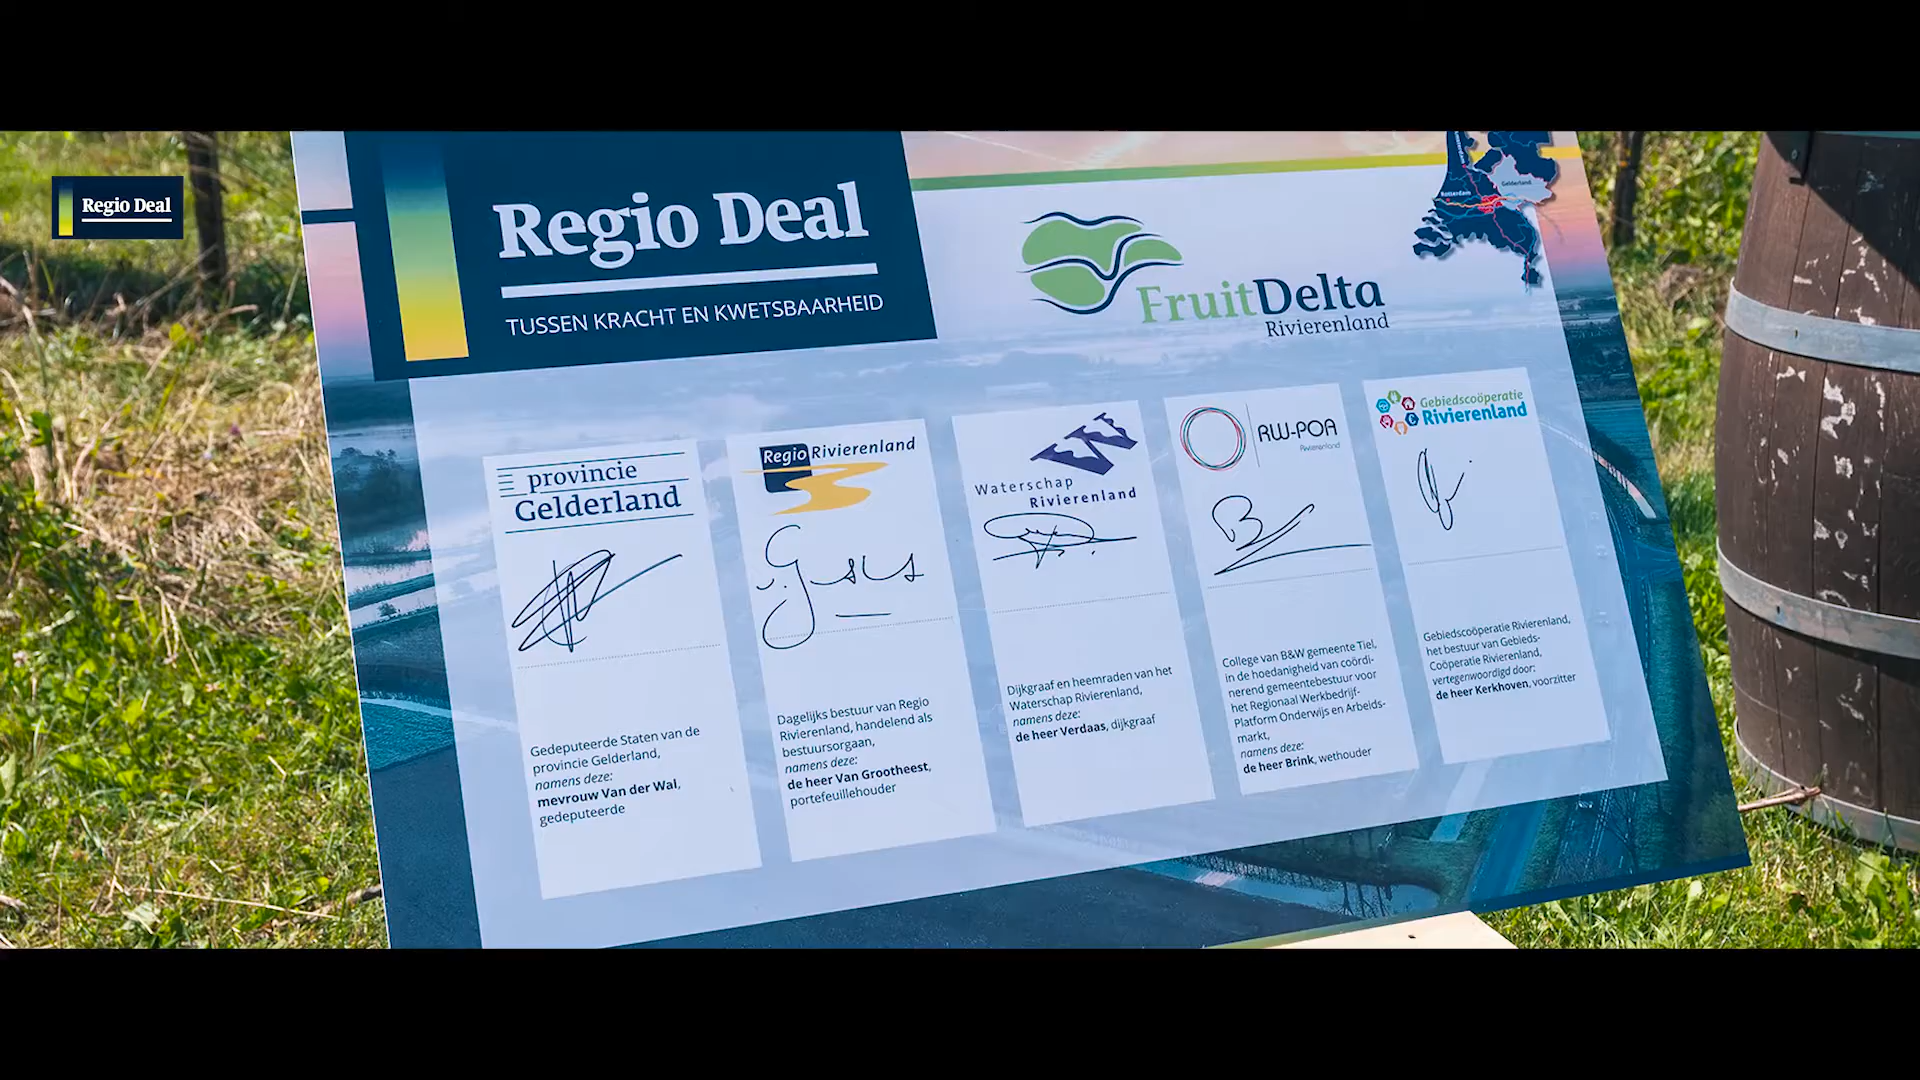 Regio Deal
Regio Deal
TUSSEN KRACHT EN KWETSBAARHEID
FruitDelta
Rivierenland
Rotterdam
Gelderland
provincie
Gelderland
Gedeputeerde Staten van de
provincie Gelderland,
namens deze:
mevrouw Van der Wal,
gedeputeerde
Regio Rivierenland
Dagelijks bestuur van Regio
Rivierenland, handelend als
bestuursorgaan,
namens deze:
de heer Van Grootheest,
portefeuillehouder
Waterschap
Rivierenland
Dijkgraaf en heemraden van het
Waterschap Rivierenland,
namens deze:
de heer Verdaas, dijkgraaf
RW-POA
Rivierenland
College van B&W gemeente Tiel,
in de hoedanigheid van coördi-
nerend gemeentebestuur voor
het Regionaal Werkbedrijf-
Platform Onderwijs en Arbeids-
markt,
namens deze:
de heer Brink, wethouder
Gebiedscoöperatie
Rivierenland
Gebiedscoöperatie Rivierenland,
het bestuur van Gebieds-
Coöperatie Rivierenland,
vertegenwoordigd door:
de heer Kerkhoven, voorzitter